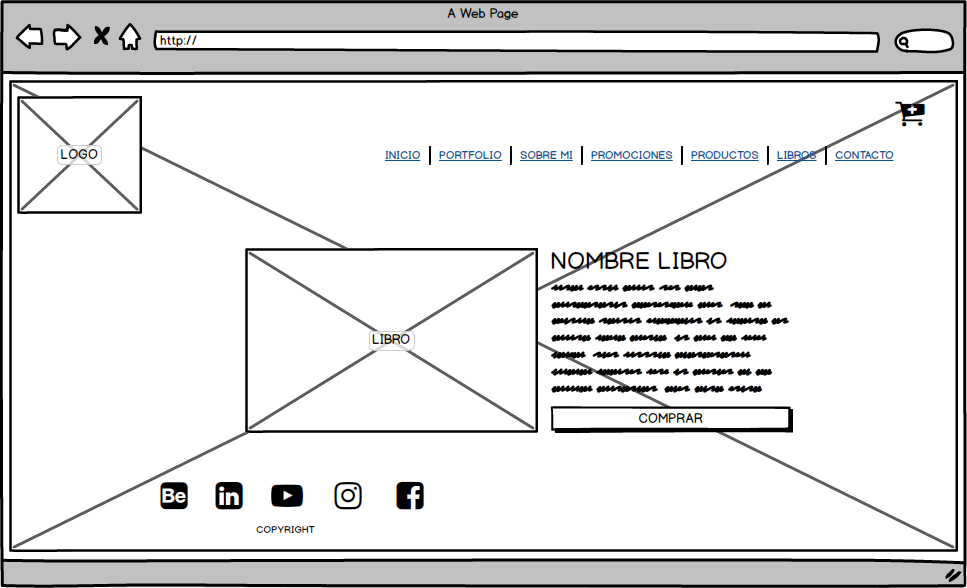 A Web Page
http://
LOGO
INICIO | PORTFOLIO | SOBRE MI | PROMOCIONES | PRODUCTOS | LIBROS | CONTACTO
NOMBRE LIBRO
LIBRO
COMPRAR
Be in f
COPYRIGHT